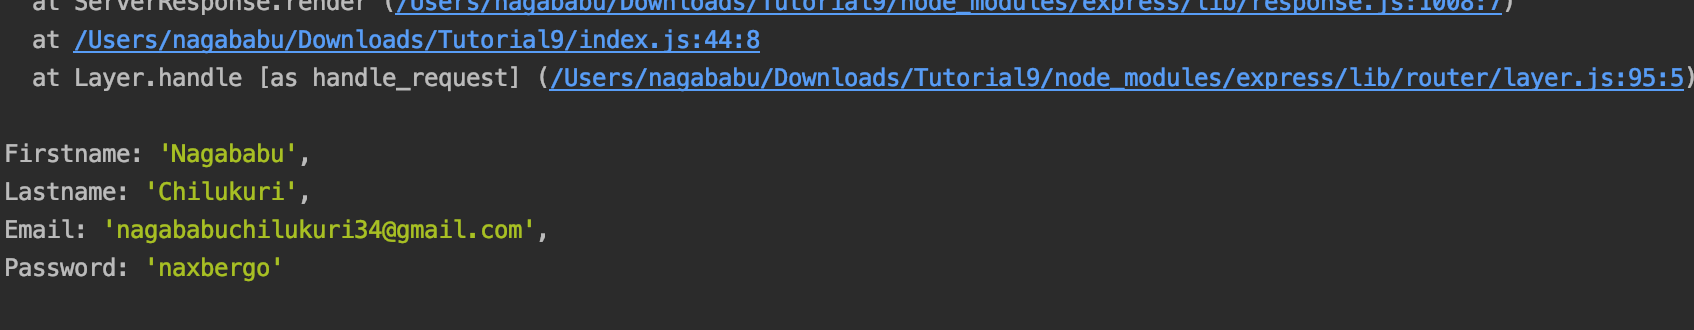 at ServerResponse.render (/Users/nagababu/Downloads/Tutorial9/node_modules/express/lib/response.js:1008:7)
at /Users/nagababu/Downloads/Tutorial9/index.js:44:8
at Layer.handle [as handle_request] (/Users/nagababu/Downloads/Tutorial9/node_modules/express/lib/router/layer.js:95:5)
Firstname: 'Nagababu',
Lastname: 'Chilukuri',
Email: 'nagababuchilukuri34@gmail.com',
Password: 'naxbergo'